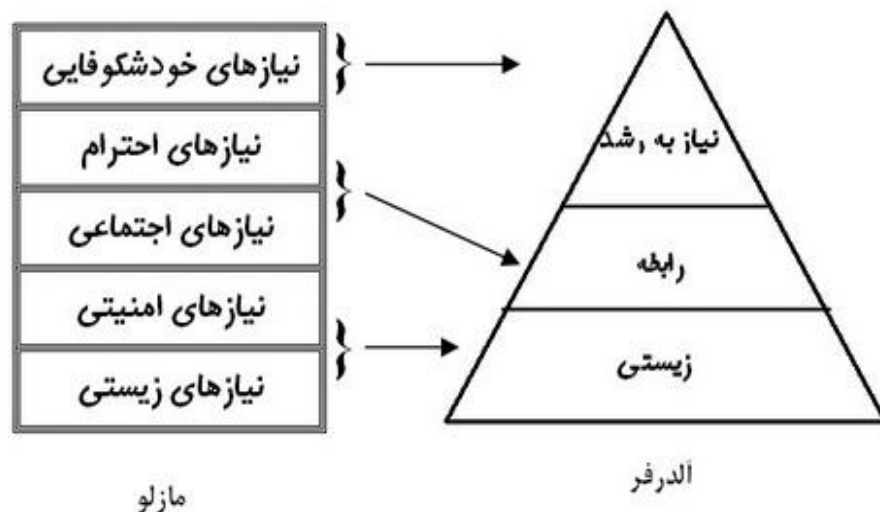 نیازهای خودشکوفایی
نیازهای احترام
نیازهای اجتماعی
نیازهای امنیتی
نیازهای زیستی
مازلو
نیاز به رشد
رابطه
زیستی
آلدرفر